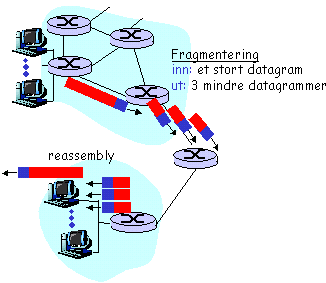 Fragmentering
inn: et stort datagram
ut: 3 mindre datagrammer
reassembly